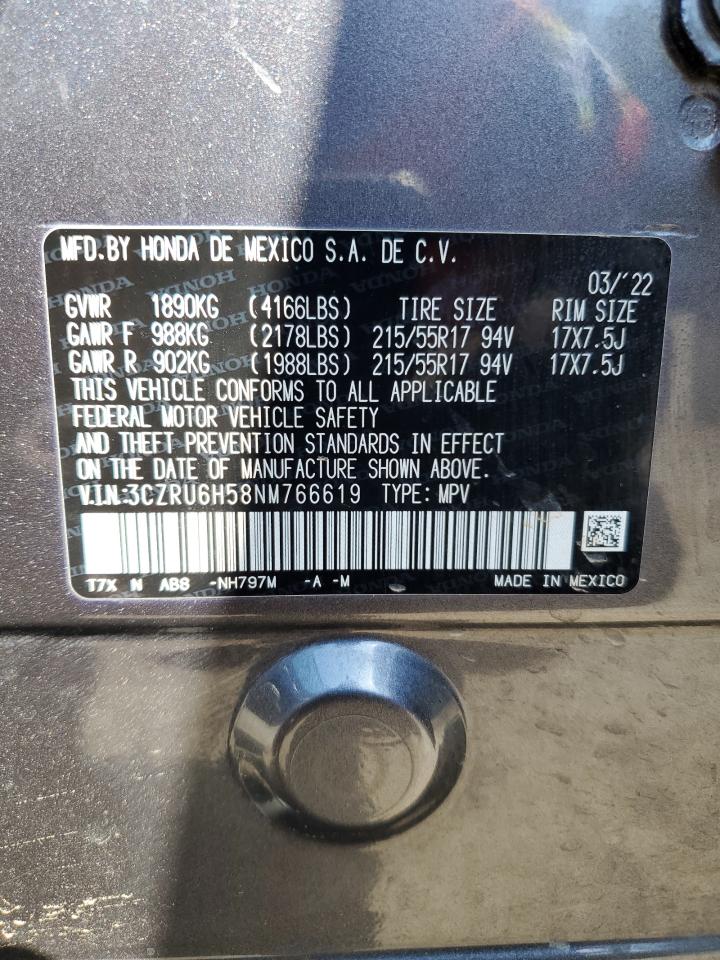 MFD.BY HONDA DE MEXICO S.A. DE C.V.
03/'22
GVWR 1890KG (4166LBS) TIRE SIZE RIM SIZE
GAWR F 988KG (2178LBS) 215/55R17 94V 17X7.5J
GAWR R 902KG (1988LBS) 215/55R17 94V 17X7.5J
THIS VEHICLE CONFORMS TO ALL APPLICABLE
FEDERAL MOTOR VEHICLE SAFETY
AND THEFT PREVENTION STANDARDS IN EFFECT
ON THE DATE OF MANUFACTURE SHOWN ABOVE.
V.I.N:3CZRU6H58NM766619 TYPE: MPV
T7X N AB8 -NH797M -A -M MADE IN MEXICO